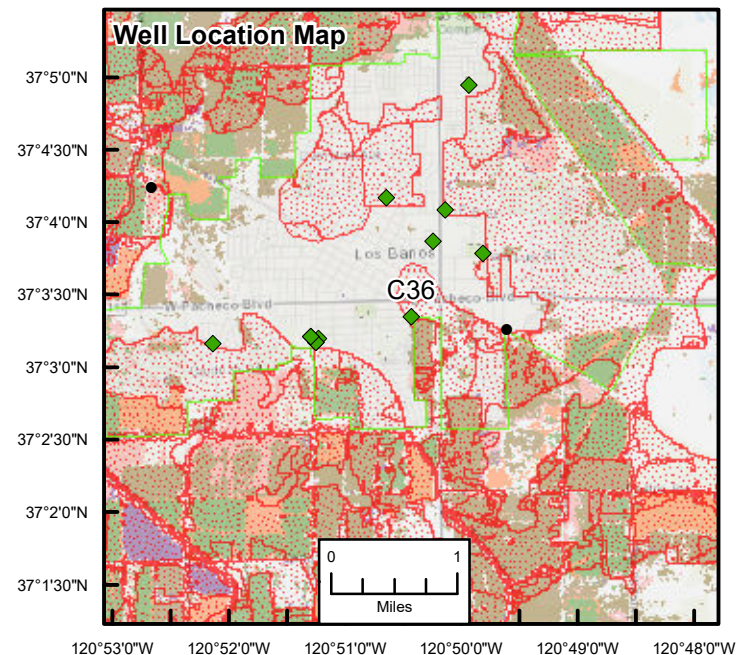 Well Location Map
37°5'0"N
37°4'30"N
37°4'0"N
Los Baños
37°3'30"N
C36
W Pacheco Blvd
checo Blvd
37°3'0"N
37°2'30"N
37°2'0"N
37°1'30"N
0 1
Miles
120°53'0"W 120°52'0"W 120°51'0"W 120°50'0"W 120°49'0"W 120°48'0"W